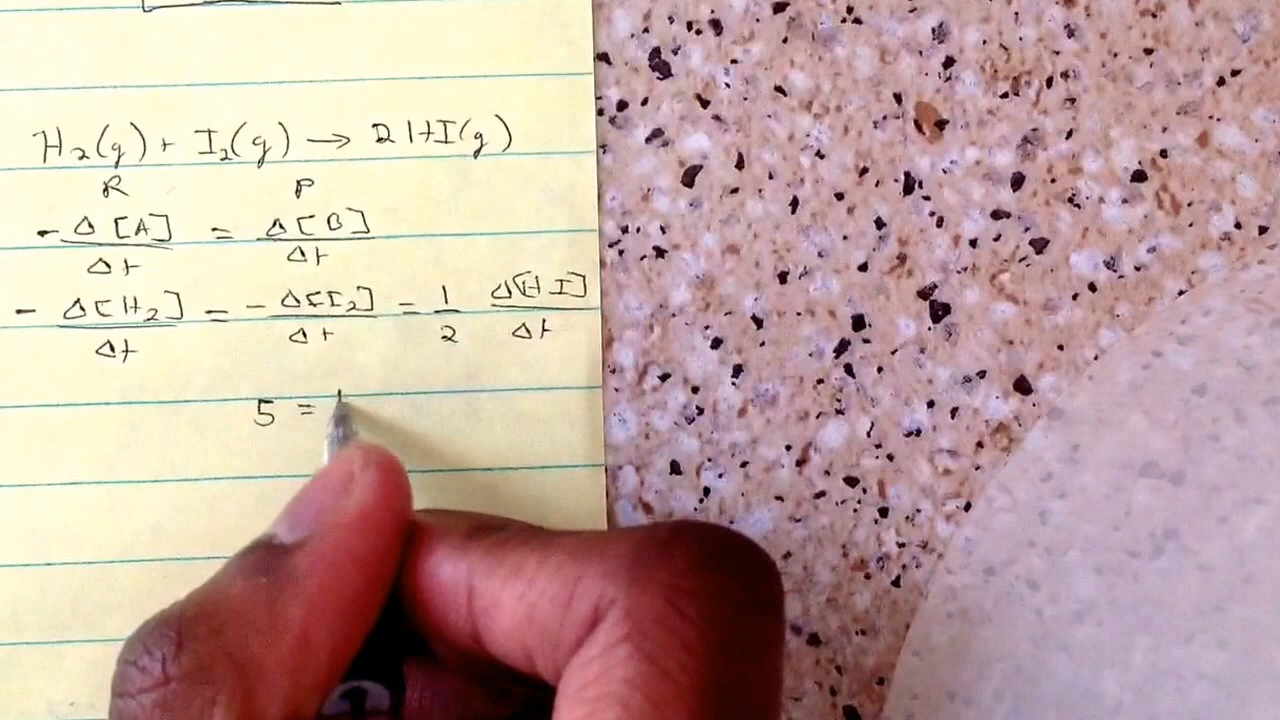 H₂(g) + I₂(g) → 2HI(g)
R P
- Δ[A]/Δt = Δ[B]/Δt
- Δ[H₂]/Δt = - Δ[I₂]/Δt = 1/2 Δ[HI]/Δt
5 =